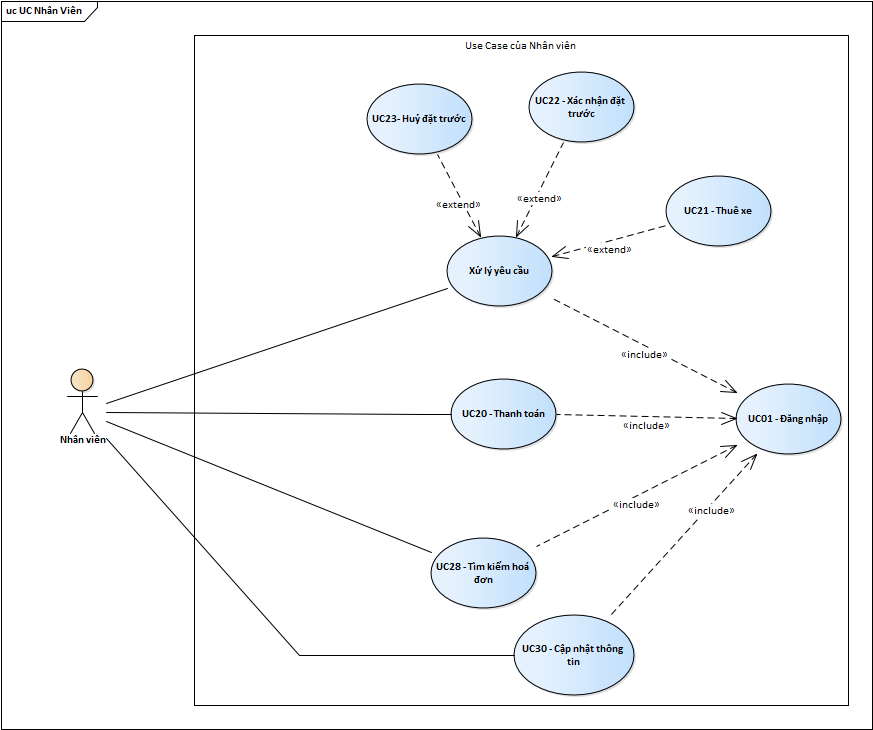 uc UC Nhân Viên
Use Case của Nhân viên
UC23- Huỷ đặt trước
UC22 - Xác nhận đặt
trước
«extend»
«extend»
UC21 - Thuê xe
«extend»
Xử lý yêu cầu
«include»
UC20 - Thanh toán
«include»
UC01 - Đăng nhập
Nhân viên
«include»
«include»
UC28 - Tìm kiếm hoá
đơn
UC30 - Cập nhật thông
tin